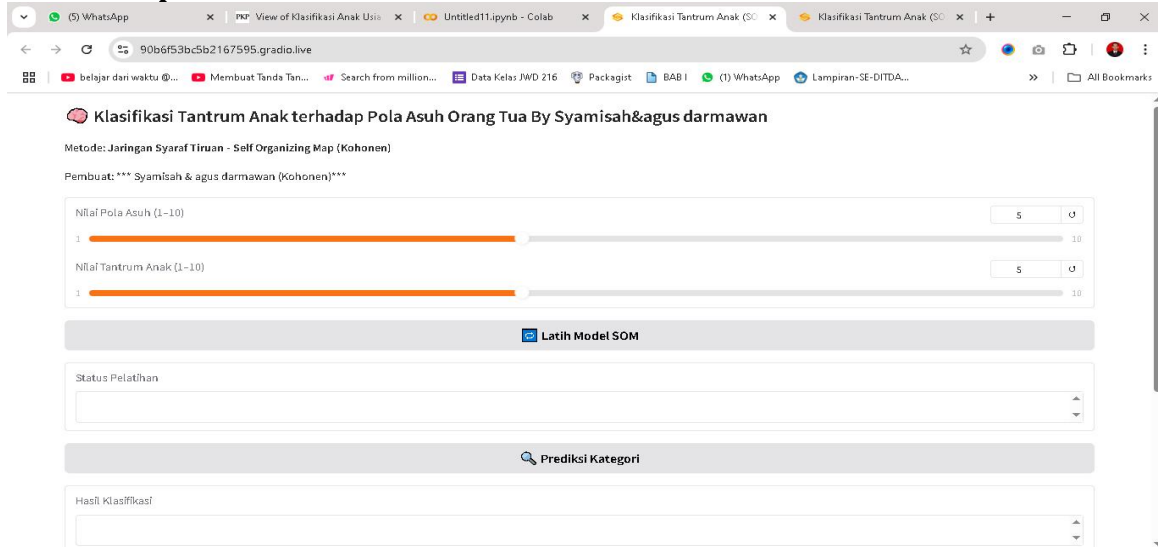 (5) WhatsApp
PKP View of Klasifikasi Anak Usia
Untitled11.ipynb - Colab
Klasifikasi Tantrum Anak (SO
Klasifikasi Tantrum Anak (SO
90b6f53bc5b2167595.gradio.live
belajar dari waktu @...
Membuat Tanda Tan...
Search from million...
Data Kelas JWD 216
Packagist
BAB I
(1) WhatsApp
Lampiran-SE-DITDA...
All Bookmarks
Klasifikasi Tantrum Anak terhadap Pola Asuh Orang Tua By Syamisah&agus darmawan
Metode: Jaringan Syaraf Tiruan - Self Organizing Map (Kohonen)
Pembuat: *** Syamisah & agus darmawan (Kohonen)***
Nilai Pola Asuh (1-10) 5
1 10
Nilai Tantrum Anak (1-10) 5
1 10
Latih Model SOM
Status Pelatihan
Prediksi Kategori
Hasil Klasifikasi